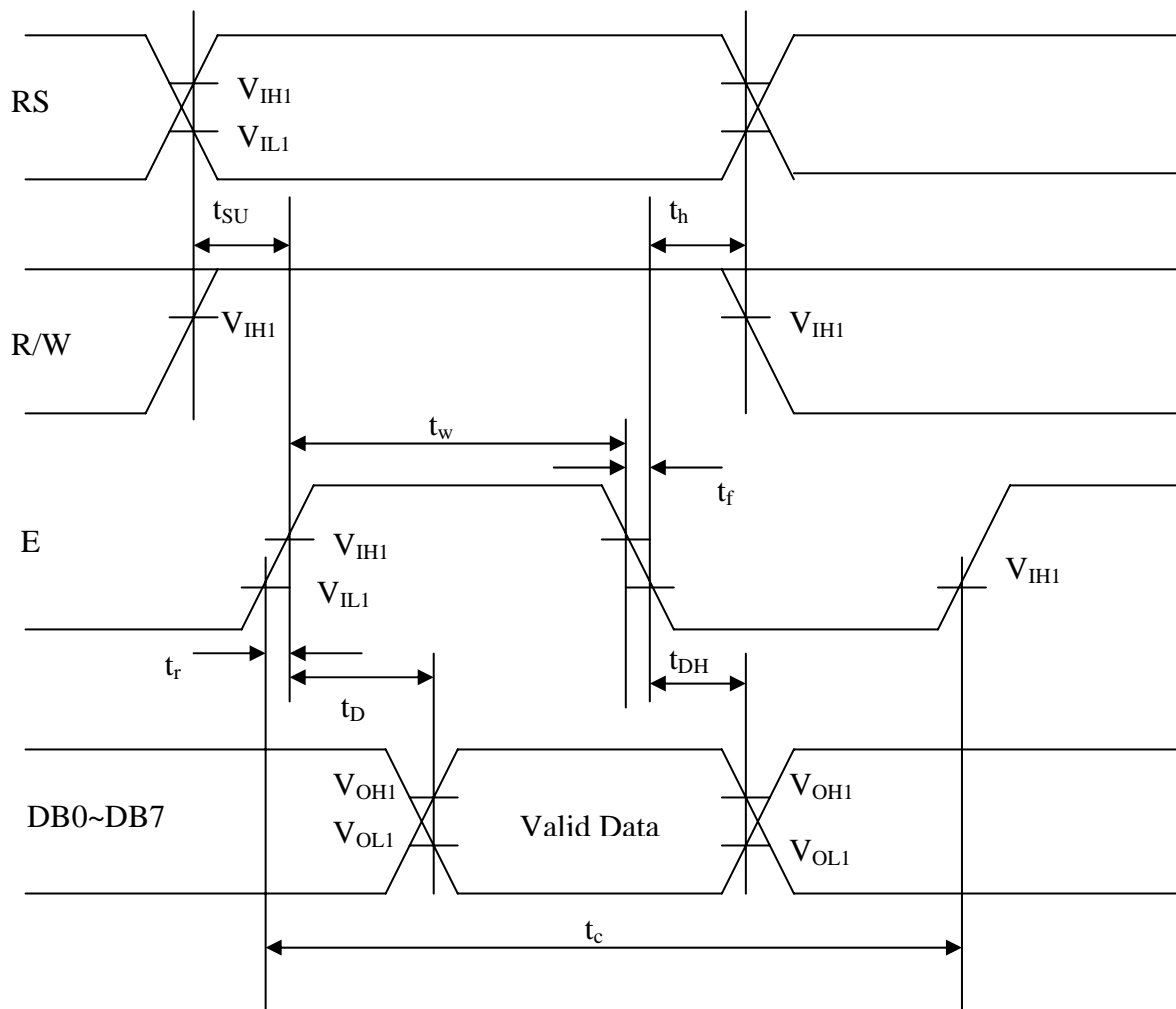 RS
V_IH1
V_IL1
t_SU
t_h
R/W
V_IH1
V_IH1
t_w
t_f
E
V_IH1
V_IL1
V_IH1
t_r
t_D
t_DH
DB0~DB7
V_OH1
V_OL1
Valid Data
V_OH1
V_OL1
t_c